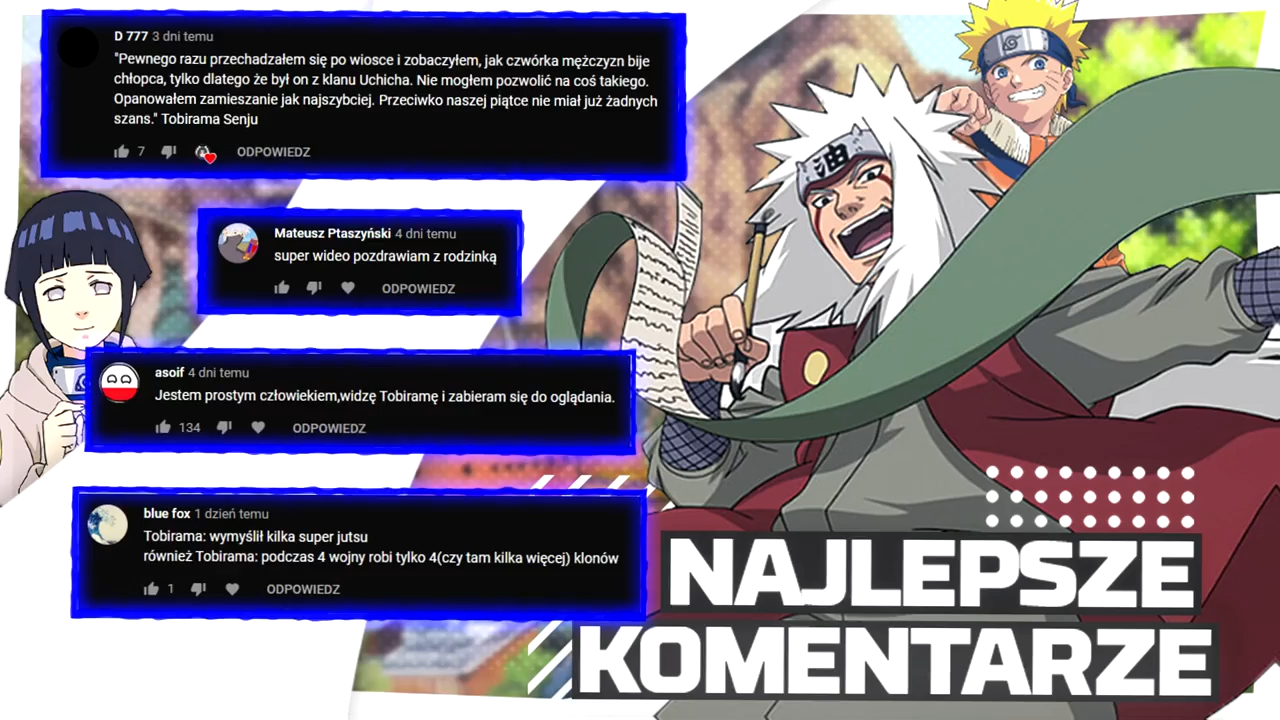 D 777 3 dni temu
"Pewnego razu przechadzałem się po wiosce i zobaczyłem, jak czwórka mężczyzn bije
chłopca, tylko dlatego że był on z klanu Uchicha. Nie mogłem pozwolić na coś takiego.
Opanowałem zamieszanie jak najszybciej. Przeciwko naszej piątce nie miał już żadnych
szans." Tobirama Senju
7 ODPOWIEDZ
Mateusz Ptaszyński 4 dni temu
super wideo pozdrawiam z rodzinką
ODPOWIEDZ
asoif 4 dni temu
Jestem prostym człowiekiem,widzę Tobiramę i zabieram się do oglądania.
134 ODPOWIEDZ
blue fox 1 dzień temu
Tobirama: wymyślił kilka super jutsu
również Tobirama: podczas 4 wojny robi tylko 4(czy tam kilka więcej) klonów
1 ODPOWIEDZ
油
NAJLEPSZE
KOMENTARZE